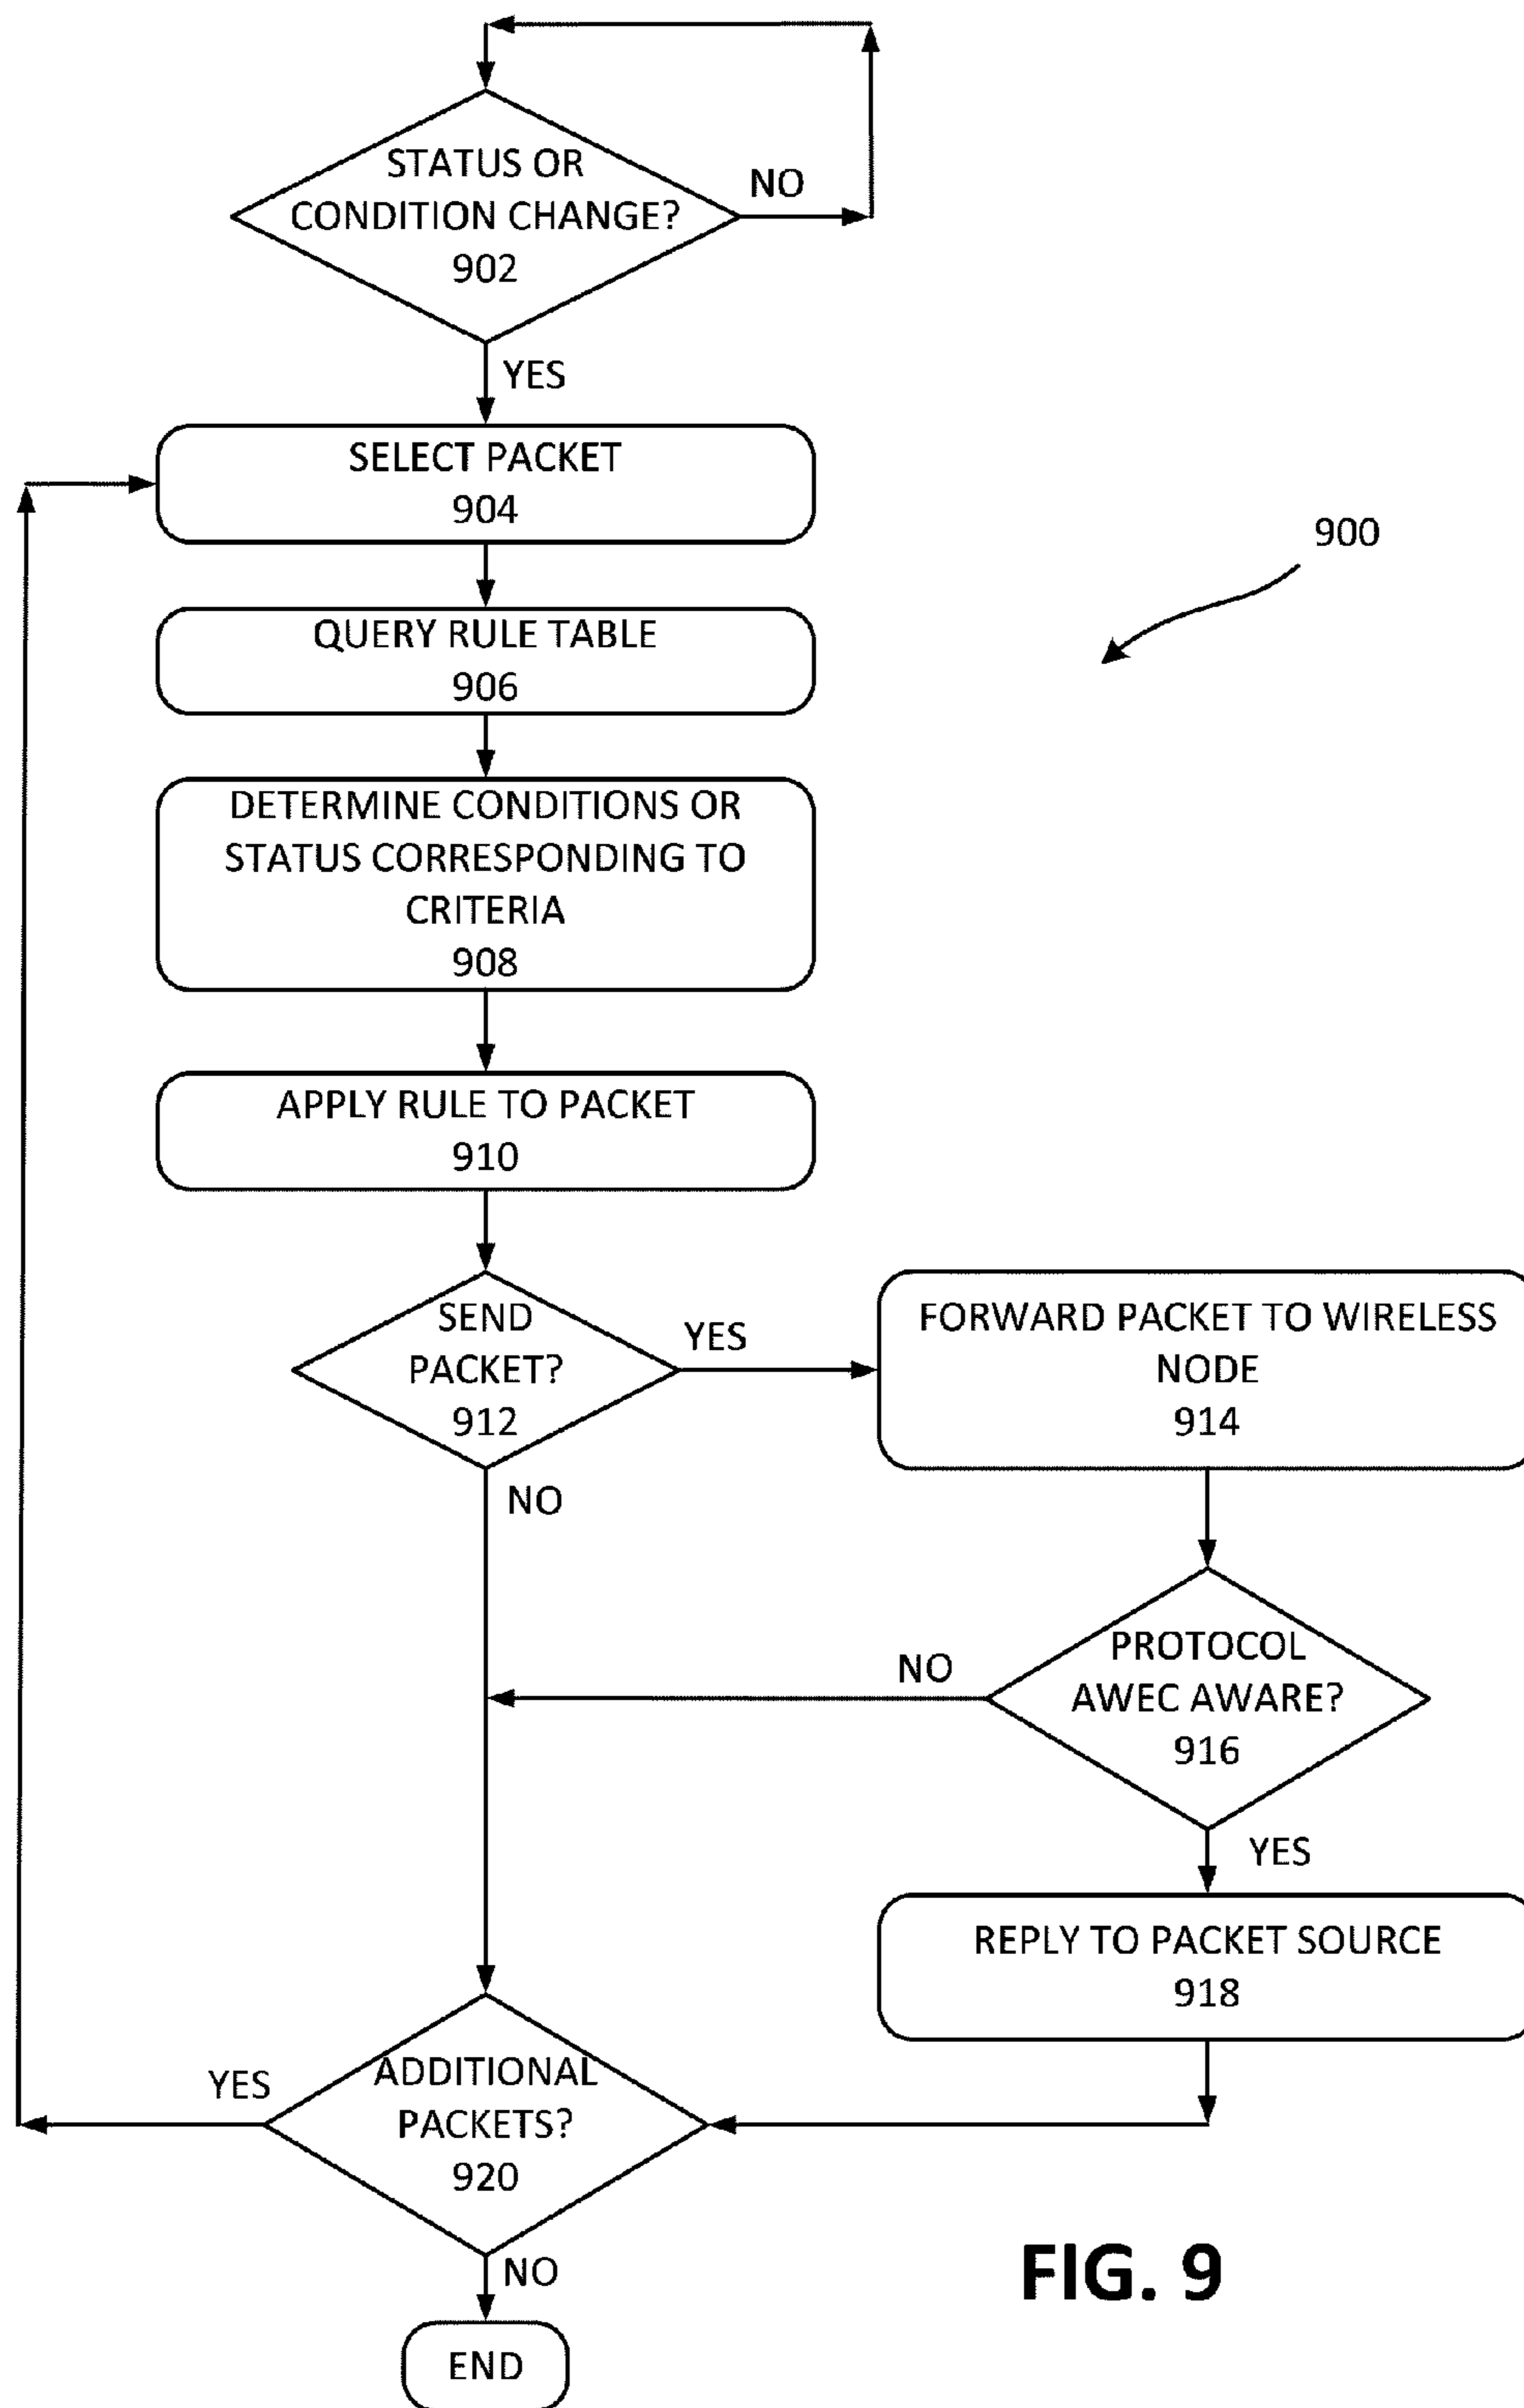 STATUS OR
CONDITION CHANGE?
902
NO
YES
SELECT PACKET
904
900
QUERY RULE TABLE
906
DETERMINE CONDITIONS OR
STATUS CORRESPONDING TO
CRITERIA
908
APPLY RULE TO PACKET
910
SEND
PACKET?
912
YES
NO
FORWARD PACKET TO WIRELESS
NODE
914
PROTOCOL
AWEC AWARE?
916
NO
YES
REPLY TO PACKET SOURCE
918
ADDITIONAL
PACKETS?
920
YES
NO
END
FIG. 9